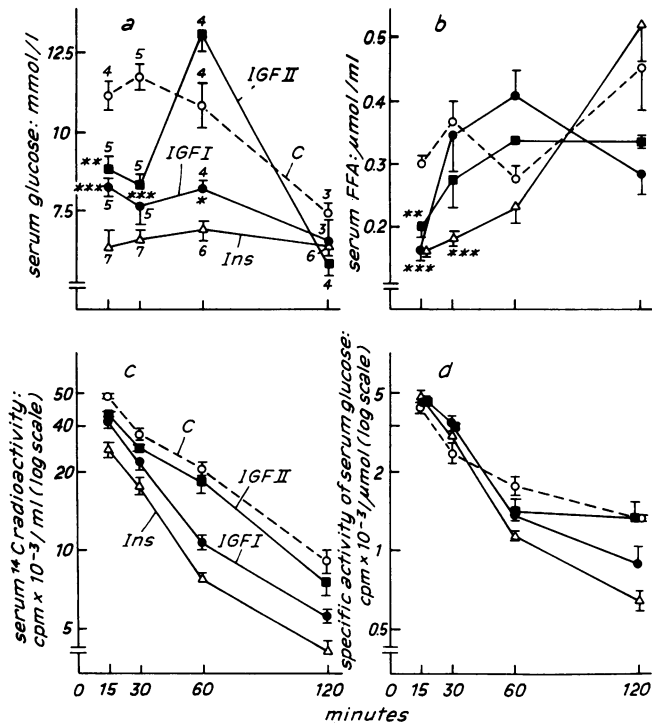 a
serum glucose: mmol/l
12.5
10
7.5
4
5
4
4
5
5
**
***
***
5
5
4
*
7
7
6
3
3
6
4
IGF II
IGF I
C
Ins
b
serum FFA: μmol/ml
0.5
0.4
0.3
0.2
**
***
***
c
serum 14C radioactivity:
cpm x 10-3/ ml (log scale)
50
40
20
10
5
C
IGF II
IGF I
Ins
0 15 30 60 120
d
specific activity of serum glucose:
cpm x 10-3/μmol (log scale)
5
2
1
0.5
0 15 30 60 120
minutes